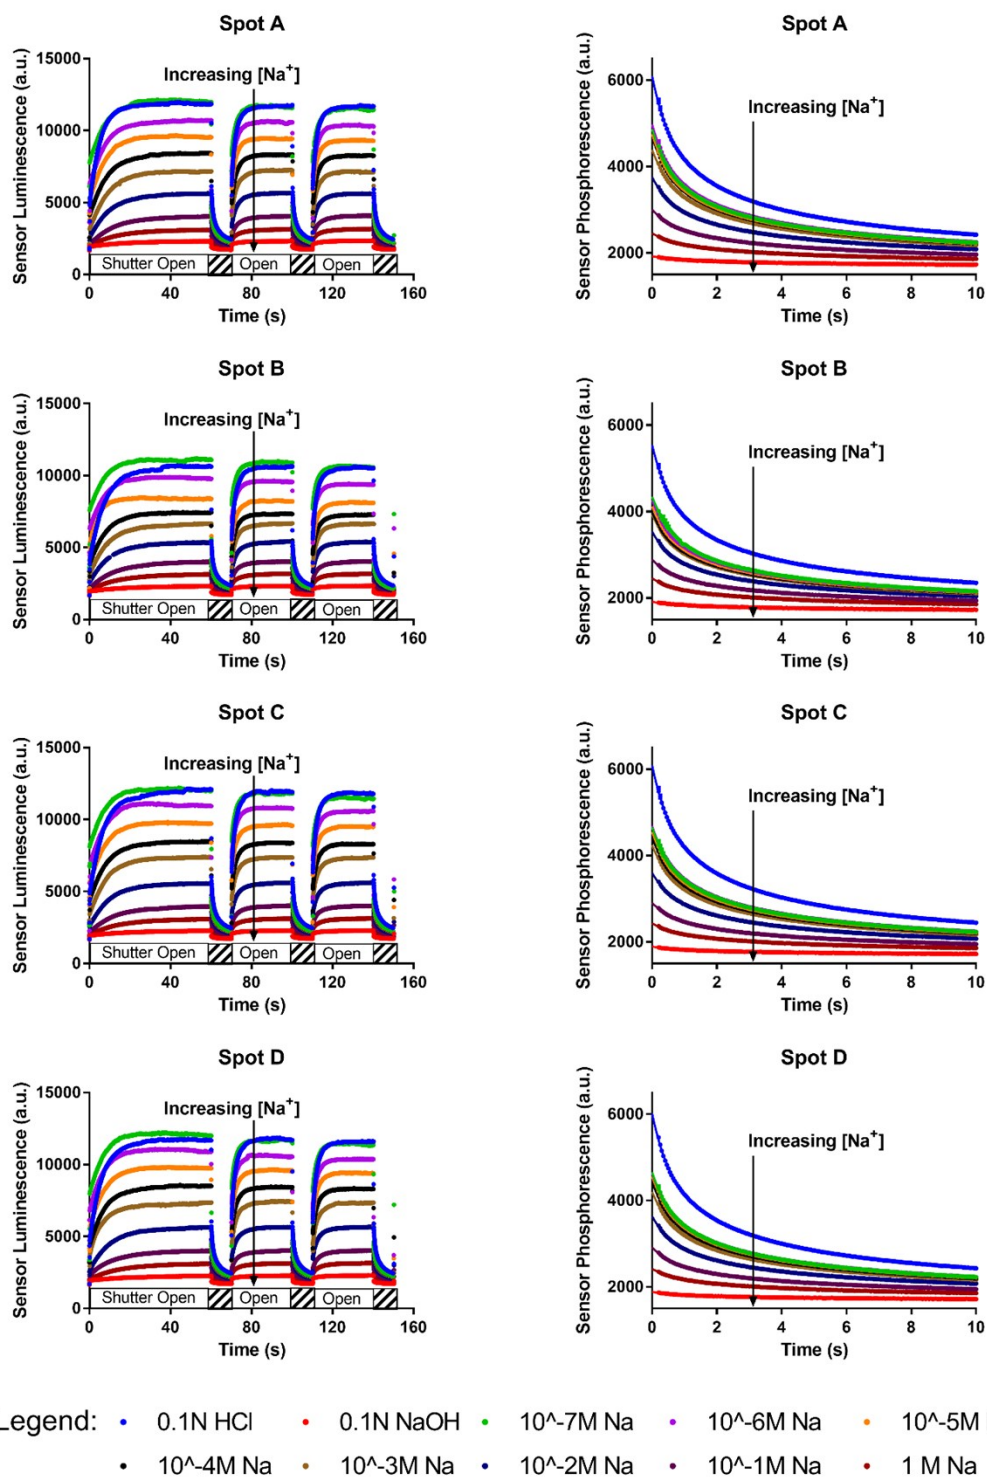 Spot A
Sensor Luminescence (a.u.)
15000
10000
5000
0
Increasing [Na+]
Shutter Open
Open
Open
0 40 80 120 160
Time (s)
Spot A
Sensor Phosphorescence (a.u.)
6000
4000
2000
Increasing [Na+]
0 2 4 6 8 10
Time (s)
Spot B
Sensor Luminescence (a.u.)
15000
10000
5000
0
Increasing [Na+]
Shutter Open
Open
Open
0 40 80 120 160
Time (s)
Spot B
Sensor Phosphorescence (a.u.)
6000
4000
2000
Increasing [Na+]
0 2 4 6 8 10
Time (s)
Spot C
Sensor Luminescence (a.u.)
15000
10000
5000
0
Increasing [Na+]
Shutter Open
Open
Open
0 40 80 120 160
Time (s)
Spot C
Sensor Phosphorescence (a.u.)
6000
4000
2000
Increasing [Na+]
0 2 4 6 8 10
Time (s)
Spot D
Sensor Luminescence (a.u.)
15000
10000
5000
0
Increasing [Na+]
Shutter Open
Open
Open
0 40 80 120 160
Time (s)
Spot D
Sensor Phosphorescence (a.u.)
6000
4000
2000
Increasing [Na+]
0 2 4 6 8 10
Time (s)
Legend: 0.1N HCl 0.1N NaOH 10^-7M Na 10^-6M Na 10^-5M
10^-4M Na 10^-3M Na 10^-2M Na 10^-1M Na 1 M Na